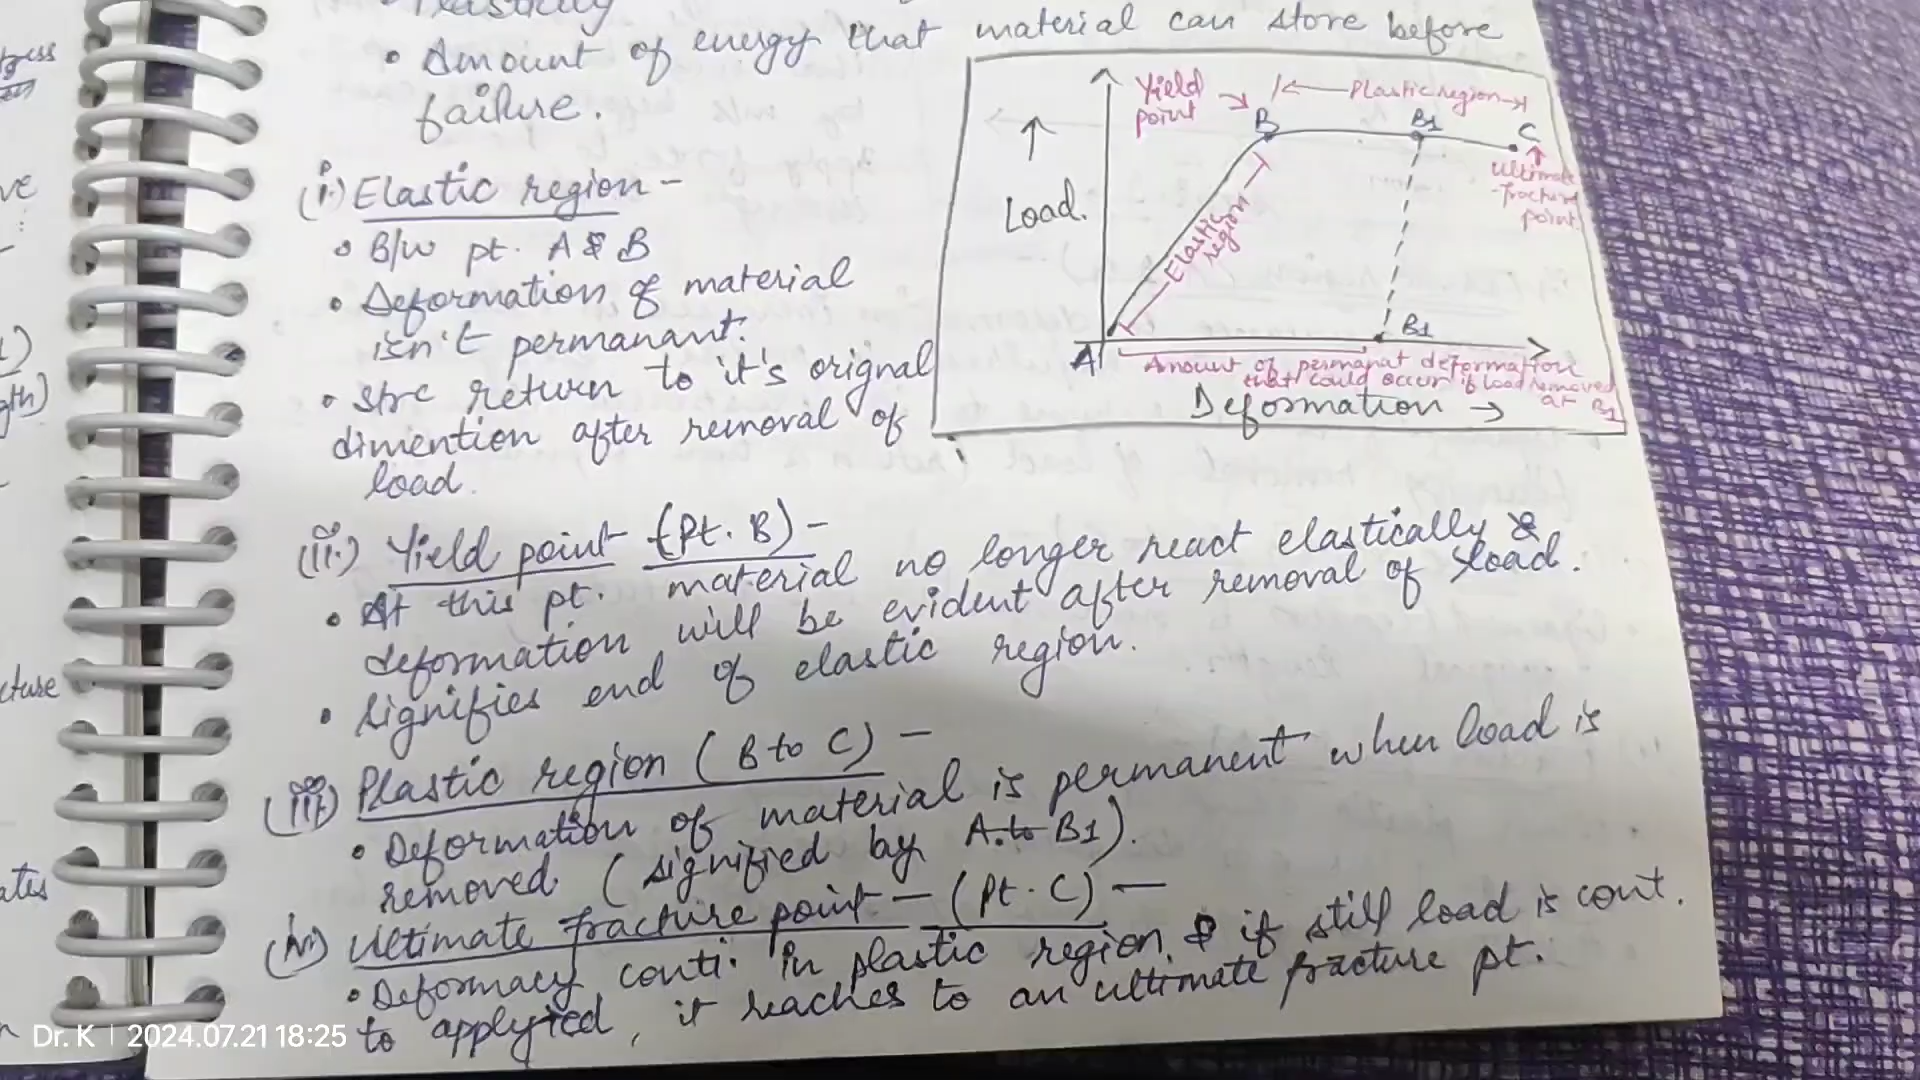 • Amount of energy that material can store before
failure.
(i.) Elastic region -
• B/w pt. A & B
• Deformation of material
isn't permanant.
• strc return to it's orignal
dimention after removal of
load.
↑
Load.
Yield
point →
|← Plastic region →|
B
B1
C
↑
Ultimate
fracture
point.
Elastic
region
A
B1
Amount of permanat deformation
that could occur if load removed
at B1
Deformation →
(ii.) Yield point (Pt. B) -
• At this pt. material no longer react elastically &
deformation will be evident after removal of load.
• Signifies end of elastic region.
(iii) Plastic region (B to C) -
• Deformation of material is permanent when load is
removed. (signified by A to B1).
(iv) Ultimate fracture point - (Pt. C) -
• Deformacy conti. in plastic region, & if still load is cont.
to applyied, it reaches to an ultimate fracture pt.
ve
cture
ates
Dr. K | 2024.07.21 18:25